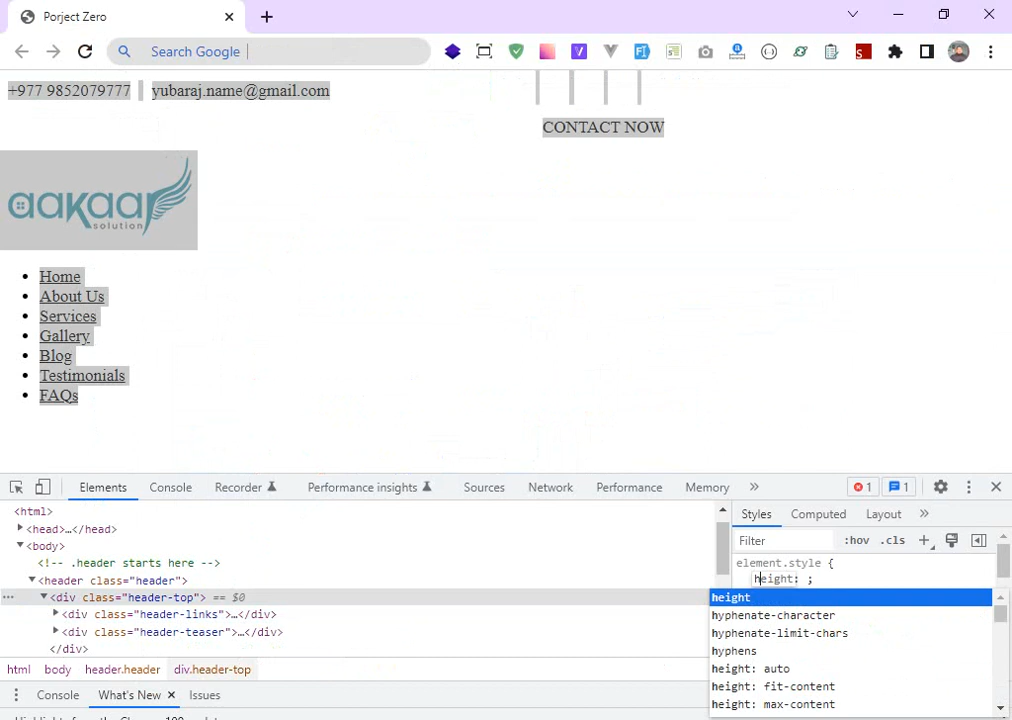 Porject Zero
Search Google
+977 9852079777 yubaraj.name@gmail.com
CONTACT NOW
aakaar
solution
Home
About Us
Services
Gallery
Blog
Testimonials
FAQs
Elements Console Recorder Performance insights Sources Network Performance Memory » 1 1
<html>
<head>…</head>
<body>
<!-- .header starts here -->
<header class="header">
<div class="header-top"> == $0
<div class="header-links">…</div>
<div class="header-teaser">…</div>
</div>
html body header.header div.header-top
Styles Computed Layout »
Filter :hov .cls +
element.style {
height: ;
height
hyphenate-character
hyphenate-limit-chars
hyphens
height: auto
height: fit-content
height: max-content
Console What's New Issues